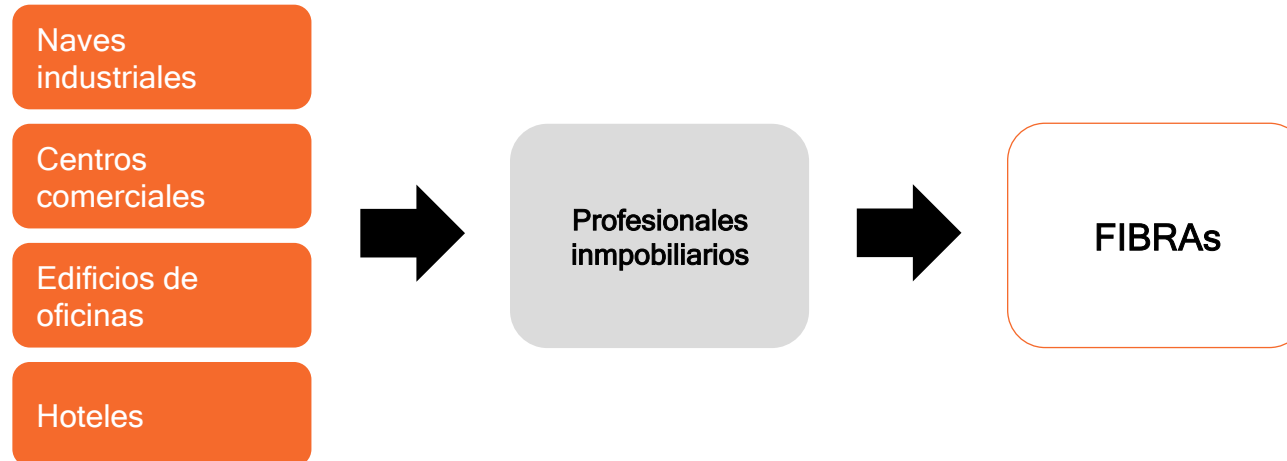 Naves
industriales
Centros
comerciales
Edificios de
oficinas
Hoteles
Profesionales
inmpobiliarios
FIBRAs